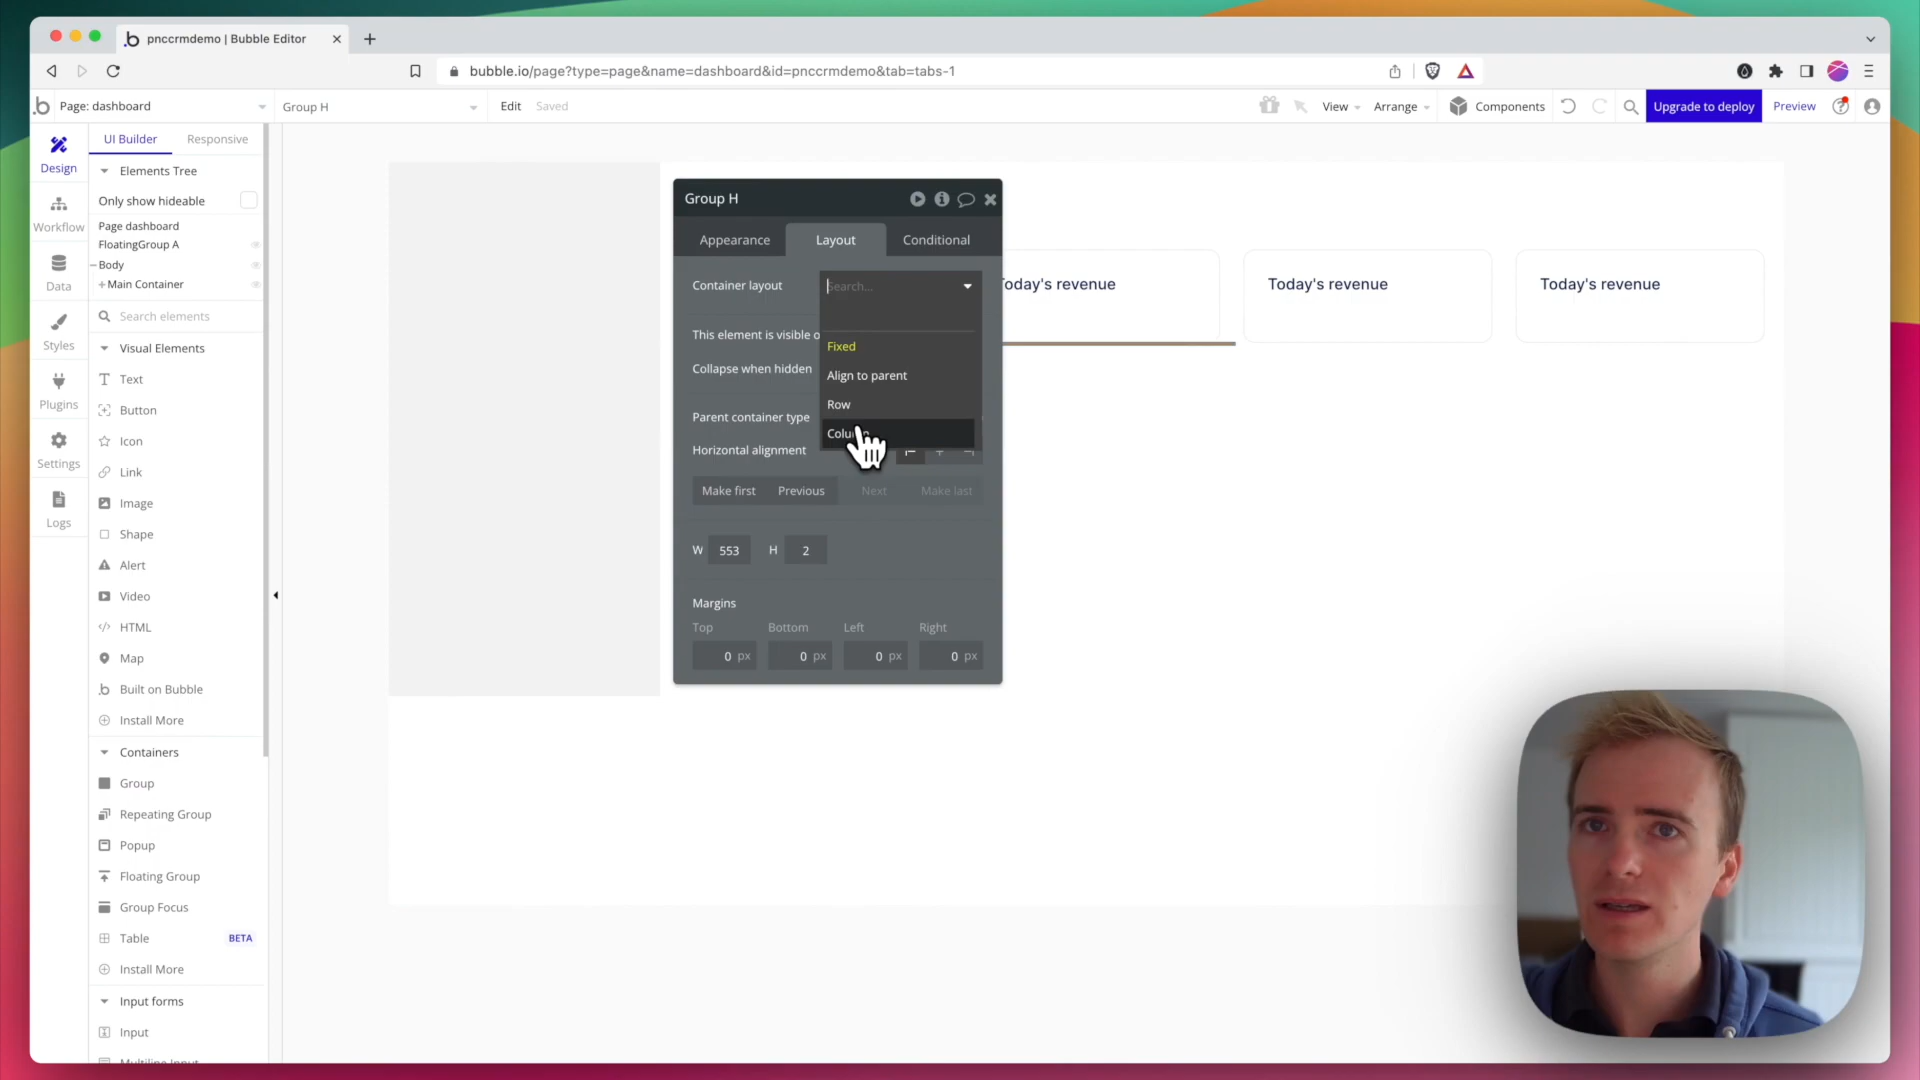 pnccrmdemo | Bubble Editor
bubble.io/page?type=page&name=dashboard&id=pnccrmdemo&tab=tabs-1
Page: dashboard
Group H
Edit
Saved
View
Arrange
Components
Upgrade to deploy
Preview
Design
Workflow
Data
Styles
Plugins
Settings
Logs
UI Builder
Responsive
Elements Tree
Only show hideable
Page dashboard
FloatingGroup A
Body
Main Container
Search elements
Visual Elements
Text
Button
Icon
Link
Image
Shape
Alert
Video
HTML
Map
Built on Bubble
Install More
Containers
Group
Repeating Group
Popup
Floating Group
Group Focus
Table BETA
Install More
Input forms
Input
Multiline Input
Group H
Appearance
Layout
Conditional
Container layout
Search...
Fixed
Align to parent
Row
This element is visible o
Collapse when hidden
Parent container type
Horizontal alignment
Make first
Previous
Next
Make last
W 553 H 2
Margins
Top Bottom Left Right
0 px 0 px 0 px 0 px
Today's revenue
Today's revenue
Today's revenue